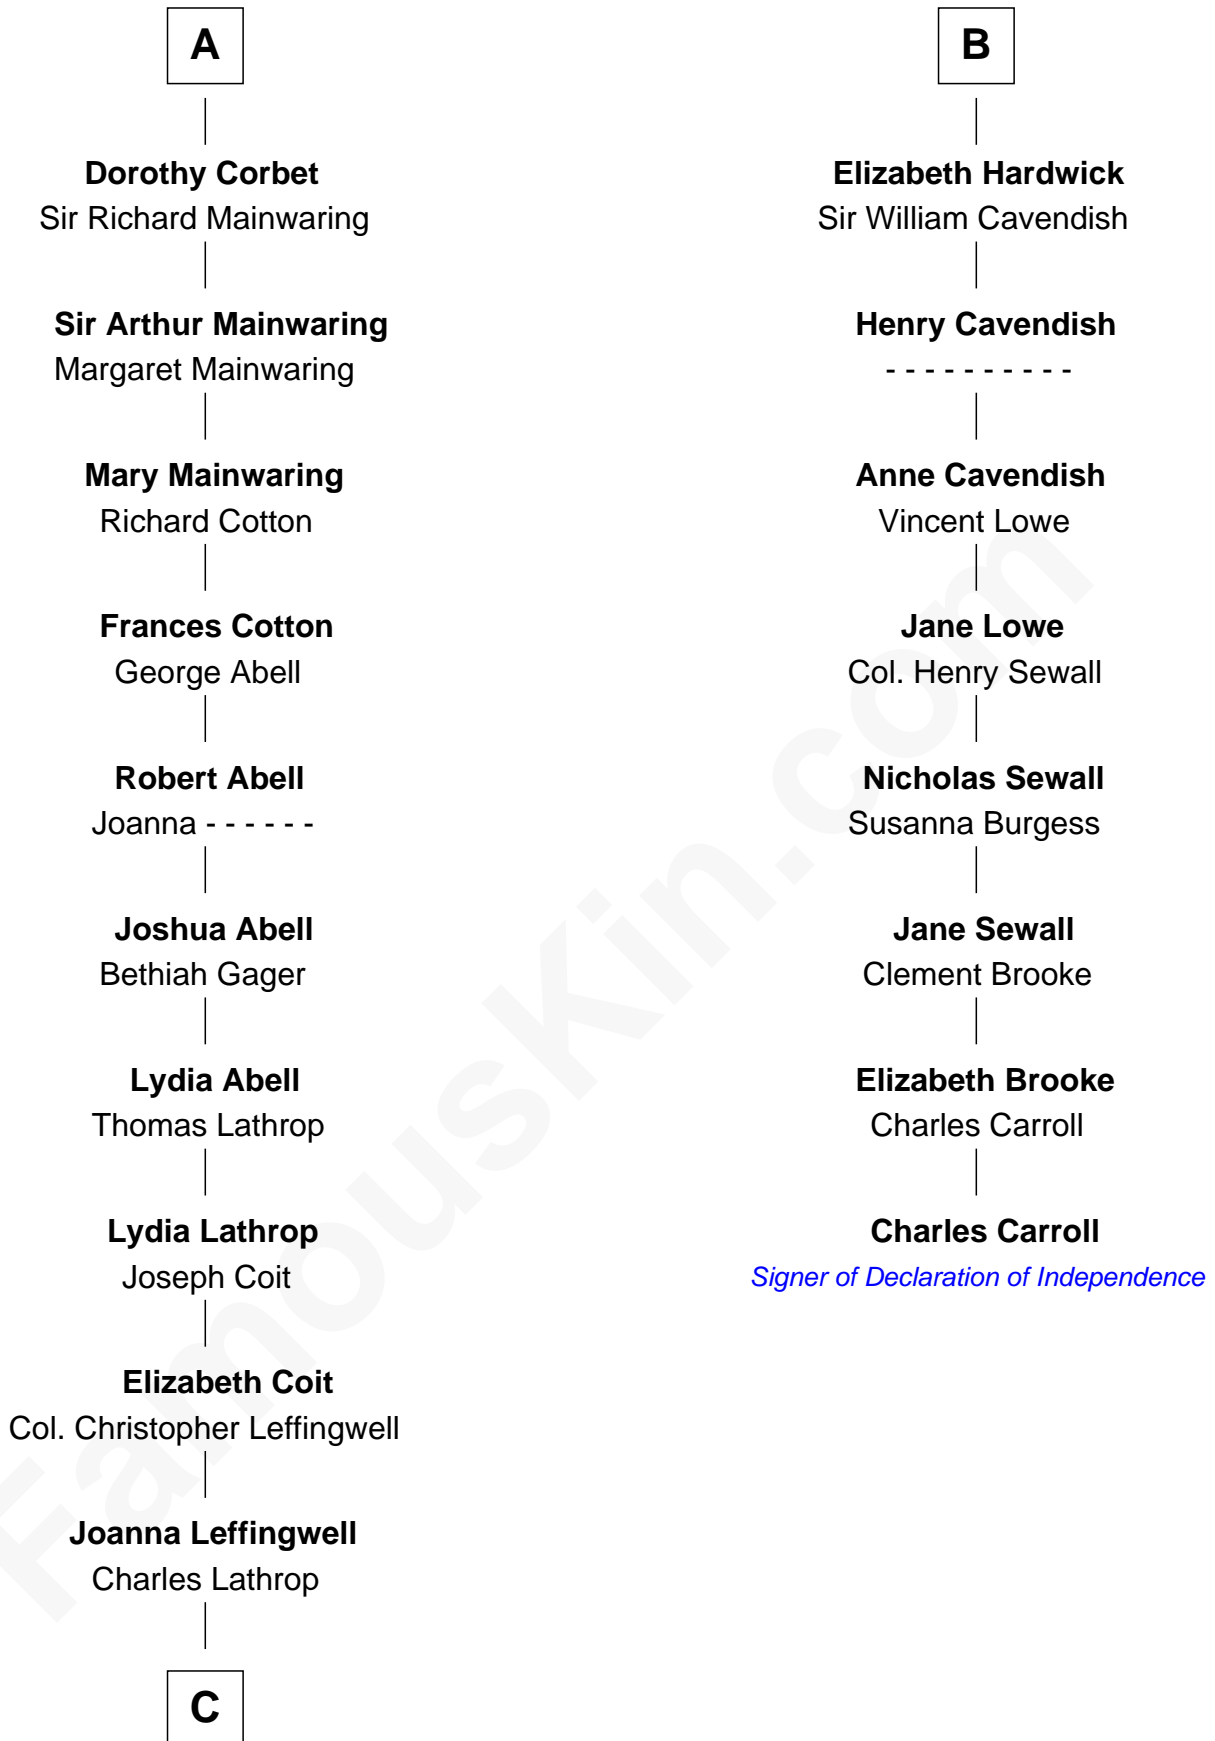 A
Dorothy Corbet
Sir Richard Mainwaring
Sir Arthur Mainwaring
Margaret Mainwaring
Mary Mainwaring
Richard Cotton
Frances Cotton
George Abell
Robert Abell
Joanna - - - - - -
Joshua Abell
Bethiah Gager
Lydia Abell
Thomas Lathrop
Lydia Lathrop
Joseph Coit
Elizabeth Coit
Col. Christopher Leffingwell
Joanna Leffingwell
Charles Lathrop
C
B
Elizabeth Hardwick
Sir William Cavendish
Henry Cavendish
- - - - - - - - - -
Anne Cavendish
Vincent Lowe
Jane Lowe
Col. Henry Sewall
Nicholas Sewall
Susanna Burgess
Jane Sewall
Clement Brooke
Elizabeth Brooke
Charles Carroll
Charles Carroll
Signer of Declaration of Independence
FamousKin.com